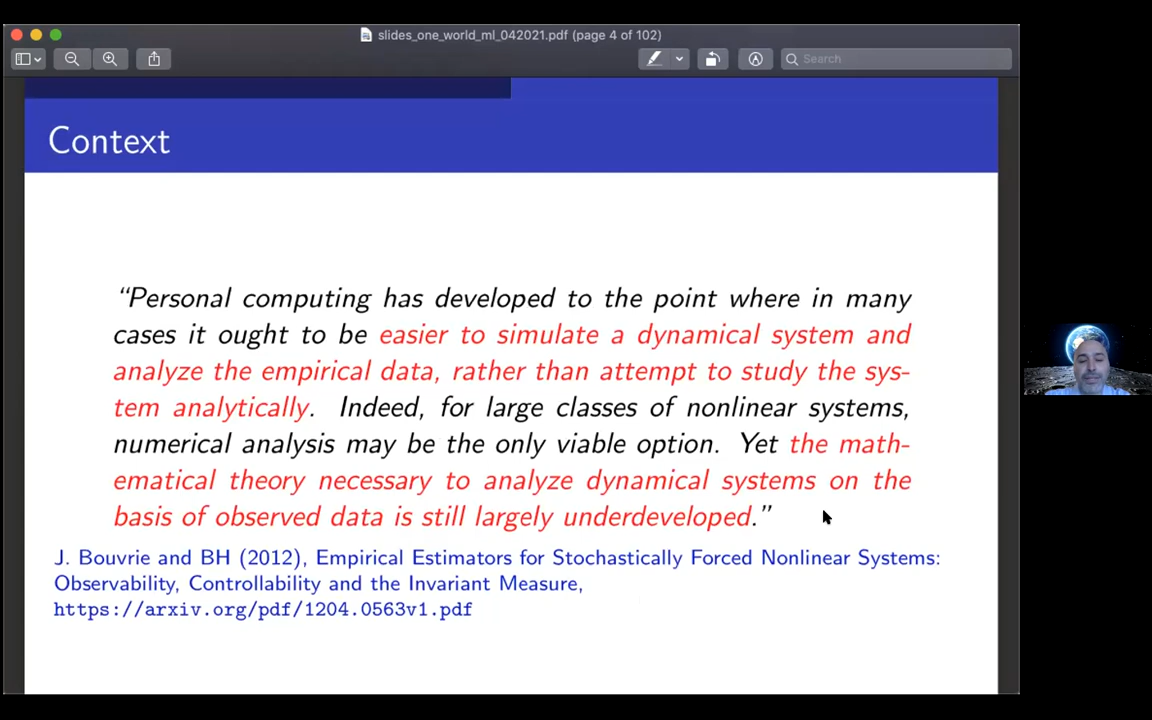 slides_one_world_ml_042021.pdf (page 4 of 102)
Search
Context
“Personal computing has developed to the point where in many
cases it ought to be easier to simulate a dynamical system and
analyze the empirical data, rather than attempt to study the sys-
tem analytically. Indeed, for large classes of nonlinear systems,
numerical analysis may be the only viable option. Yet the math-
ematical theory necessary to analyze dynamical systems on the
basis of observed data is still largely underdeveloped.”
J. Bouvrie and BH (2012), Empirical Estimators for Stochastically Forced Nonlinear Systems:
Observability, Controllability and the Invariant Measure,
https://arxiv.org/pdf/1204.0563v1.pdf